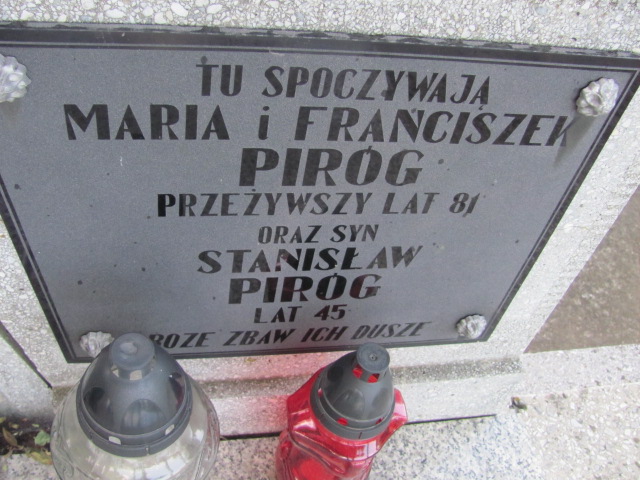 TU SPOCZYWAJĄ
MARIA i FRANCISZEK
PIRÓG
PRZEŻYWSZY LAT 81
ORAZ SYN
STANISŁAW
PIRÓG
LAT 45
BOŻE ZBAW ICH DUSZE